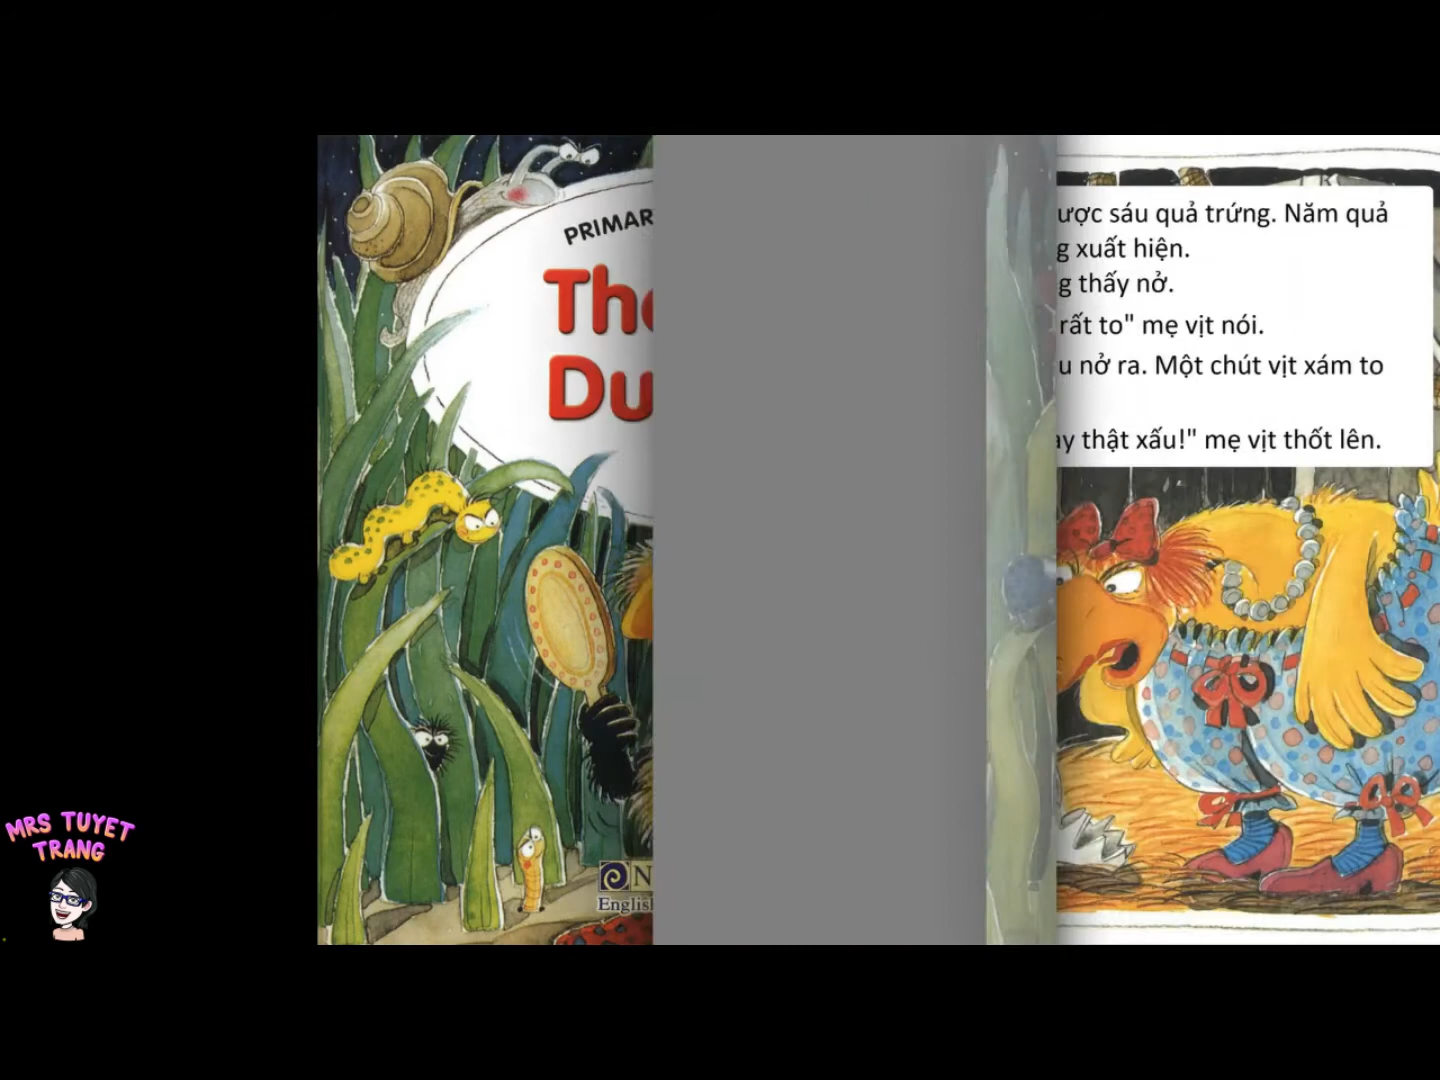 PRIMAR
The
Du
N
English
ược sáu quả trứng. Năm quả
g xuất hiện.
g thấy nở.
rất to" mẹ vịt nói.
u nở ra. Một chút vịt xám to
ay thật xấu!" mẹ vịt thốt lên.
MRS TUYET
TRANG